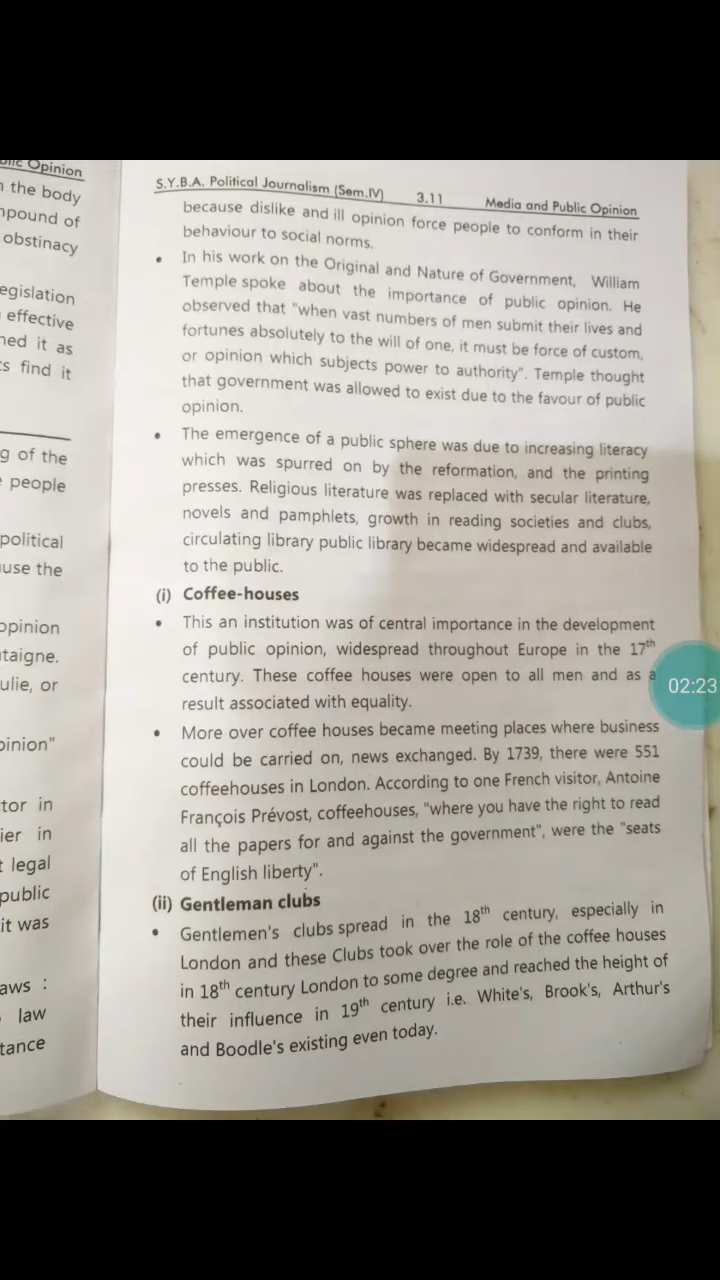 blic Opinion
n the body
mpound of
obstinacy
egislation
effective
ned it as
ts find it
g of the
people
political
ause the
opinion
taigne.
ulie, or
pinion"
tor in
ier in
t legal
public
it was
aws :
law
tance
S.Y.B.A. Political Journalism (Sem.IV) 3.11 Media and Public Opinion
because dislike and ill opinion force people to conform in their
behaviour to social norms.
• In his work on the Original and Nature of Government, William
Temple spoke about the importance of public opinion. He
observed that "when vast numbers of men submit their lives and
fortunes absolutely to the will of one, it must be force of custom,
or opinion which subjects power to authority". Temple thought
that government was allowed to exist due to the favour of public
opinion.
• The emergence of a public sphere was due to increasing literacy
which was spurred on by the reformation, and the printing
presses. Religious literature was replaced with secular literature,
novels and pamphlets, growth in reading societies and clubs,
circulating library public library became widespread and available
to the public.
(i) Coffee-houses
• This an institution was of central importance in the development
of public opinion, widespread throughout Europe in the 17th
century. These coffee houses were open to all men and as a
result associated with equality.
• More over coffee houses became meeting places where business
could be carried on, news exchanged. By 1739, there were 551
coffeehouses in London. According to one French visitor, Antoine
François Prévost, coffeehouses, "where you have the right to read
all the papers for and against the government", were the "seats
of English liberty".
(ii) Gentleman clubs
• Gentlemen's clubs spread in the 18th century, especially in
London and these Clubs took over the role of the coffee houses
in 18th century London to some degree and reached the height of
their influence in 19th century i.e. White's, Brook's, Arthur's
and Boodle's existing even today.
02:23